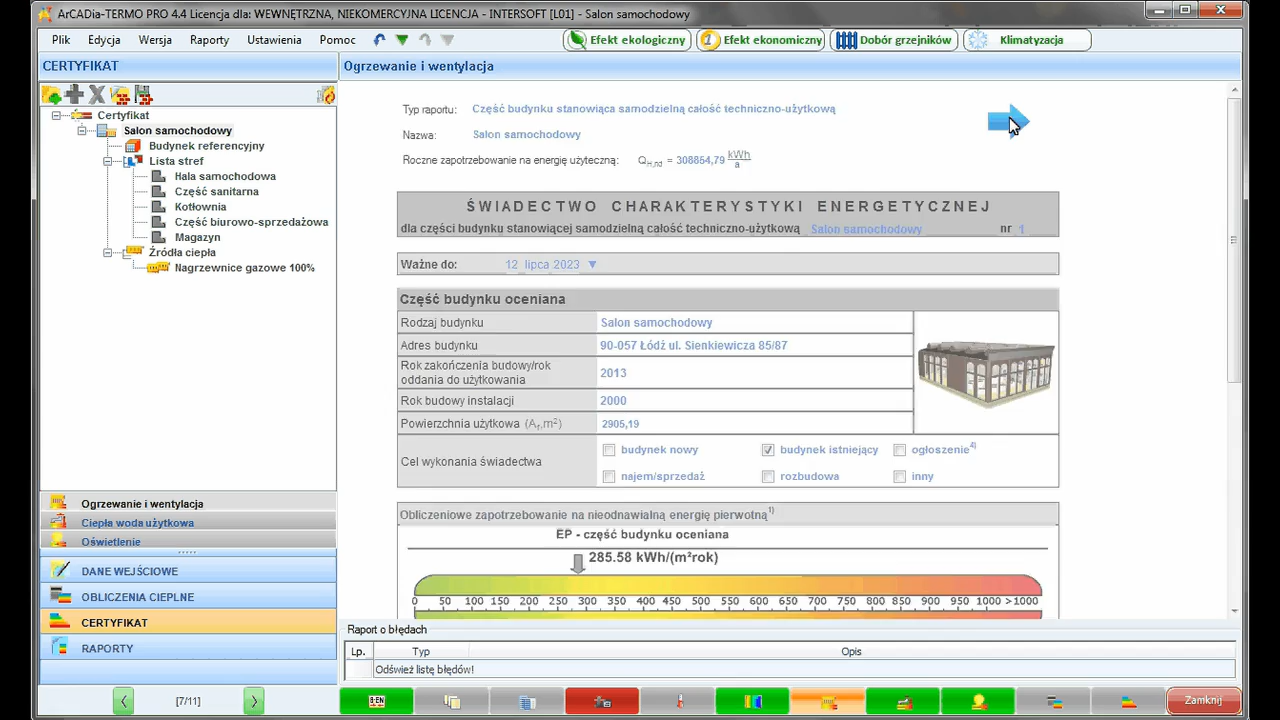 ArCADia-TERMO PRO 4.4 Licencja dla: WEWNĘTRZNA, NIEKOMERCYJNA LICENCJA - INTERSOFT [L01] - Salon samochodowy
Plik Edycja Wersja Raporty Ustawienia Pomoc Efekt ekologiczny Efekt ekonomiczny Dobór grzejników Klimatyzacja
CERTYFIKAT
Certyfikat
Salon samochodowy
Budynek referencyjny
Lista stref
Hala samochodowa
Część sanitarna
Kotłownia
Część biurowo-sprzedażowa
Magazyn
Źródła ciepła
Nagrzewnice gazowe 100%
Ogrzewanie i wentylacja
Ciepła woda użytkowa
Oświetlenie
DANE WEJŚCIOWE
OBLICZENIA CIEPLNE
CERTYFIKAT
RAPORTY
[7/11]
Ogrzewanie i wentylacja
Typ raportu: Część budynku stanowiąca samodzielną całość techniczno-użytkową
Nazwa: Salon samochodowy
Roczne zapotrzebowanie na energię użyteczną: QH,nd = 308854,79 kWh/a
ŚWIADECTWO CHARAKTERYSTYKI ENERGETYCZNEJ
dla części budynku stanowiącej samodzielną całość techniczno-użytkową Salon samochodowy nr 1
Ważne do: 12 lipca 2023
Część budynku oceniana
Rodzaj budynku Salon samochodowy
Adres budynku 90-057 Łódź ul. Sienkiewicza 85/87
Rok zakończenia budowy/rok
oddania do użytkowania 2013
Rok budowy instalacji 2000
Powierzchnia użytkowa (Af,m²) 2905,19
Cel wykonania świadectwa
budynek nowy budynek istniejący ogłoszenie4)
najem/sprzedaż rozbudowa inny
Obliczeniowe zapotrzebowanie na nieodnawialną energię pierwotną1)
EP - część budynku oceniana
285.58 kWh/(m²rok)
0 50 100 150 200 250 300 350 400 450 500 550 600 650 700 750 800 850 900 950 1000 >1000
Raport o błędach
Lp. Typ Opis
Odśwież listę błędów!
Zamknij